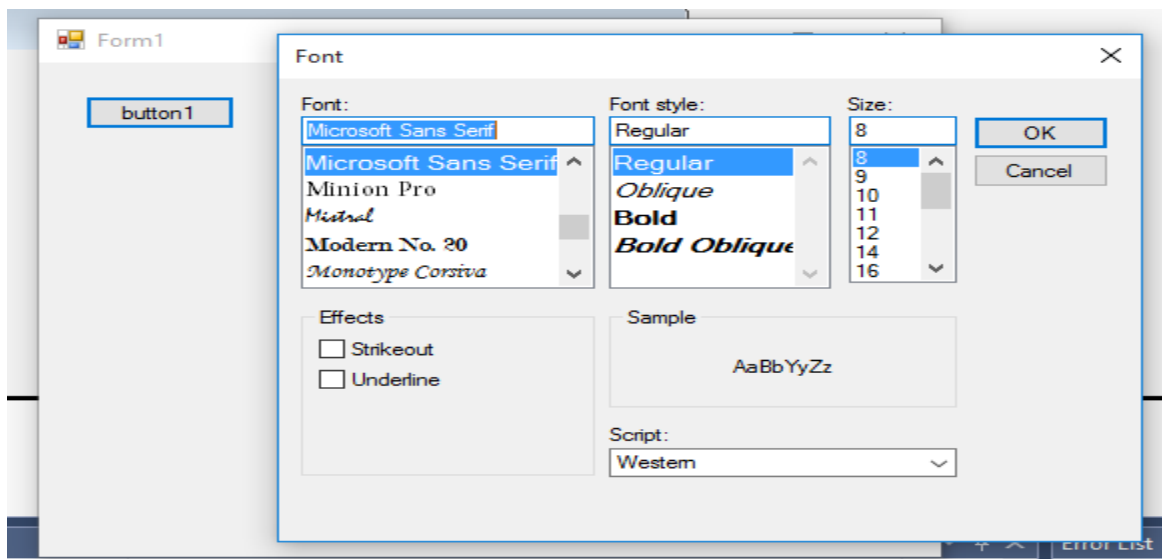 Form1
Font
button1
Font:
Font style:
Size:
Microsoft Sans Serif
Regular
8
OK
Cancel
Microsoft Sans Serif
Minion Pro
Mistral
Modern No. 20
Monotype Corsiva
Regular
Oblique
Bold
Bold Oblique
8
9
10
11
12
14
16
Effects
Strikeout
Underline
Sample
AaBbYyZz
Script:
Western
Error List